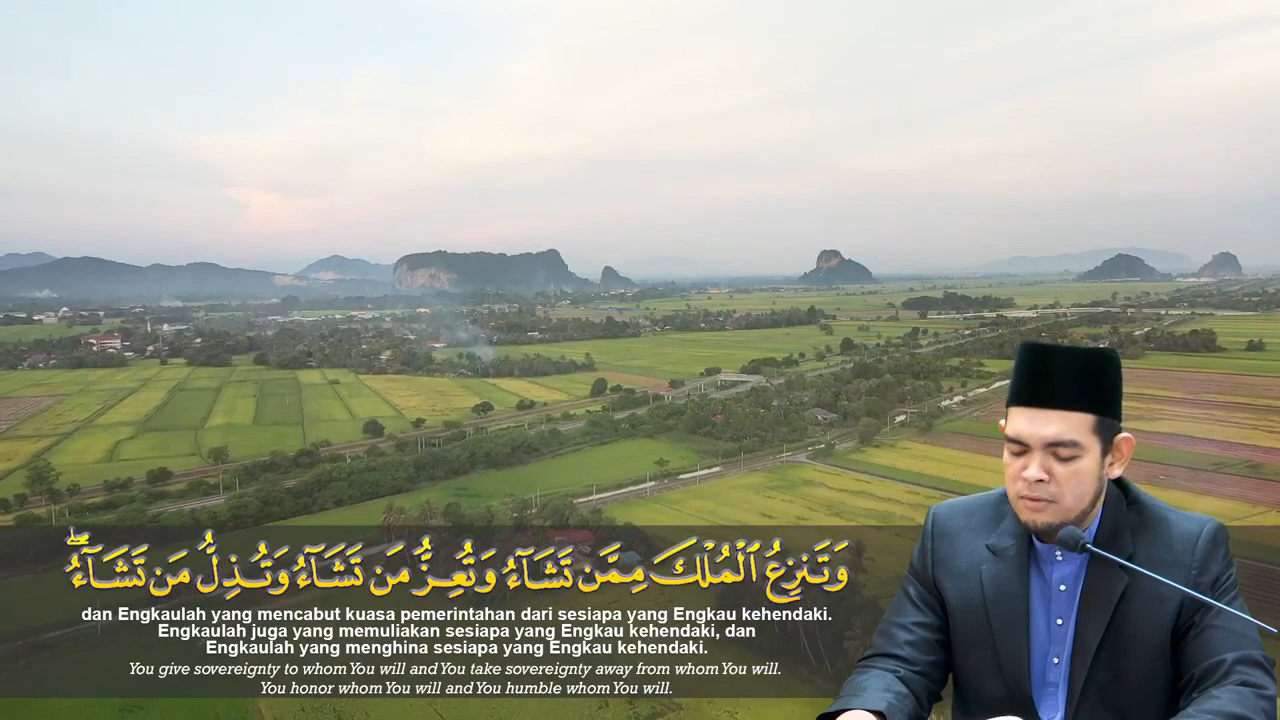 وَتَنزِعُ ٱلْمُلْكَ مِمَّن تَشَآءُ وَتُعِزُّ مَن تَشَآءُ وَتُذِلُّ مَن تَشَآءُ ۖ
dan Engkaulah yang mencabut kuasa pemerintahan dari sesiapa yang Engkau kehendaki.
Engkaulah juga yang memuliakan sesiapa yang Engkau kehendaki, dan
Engkaulah yang menghina sesiapa yang Engkau kehendaki.
You give sovereignty to whom You will and You take sovereignty away from whom You will.
You honor whom You will and You humble whom You will.